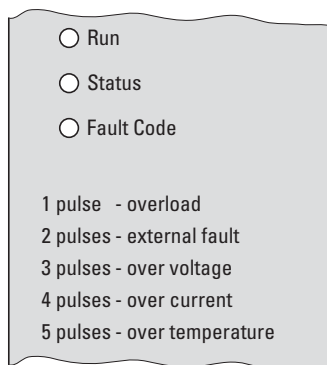 Run
Status
Fault Code
1 pulse - overload
2 pulses - external fault
3 pulses - over voltage
4 pulses - over current
5 pulses - over temperature